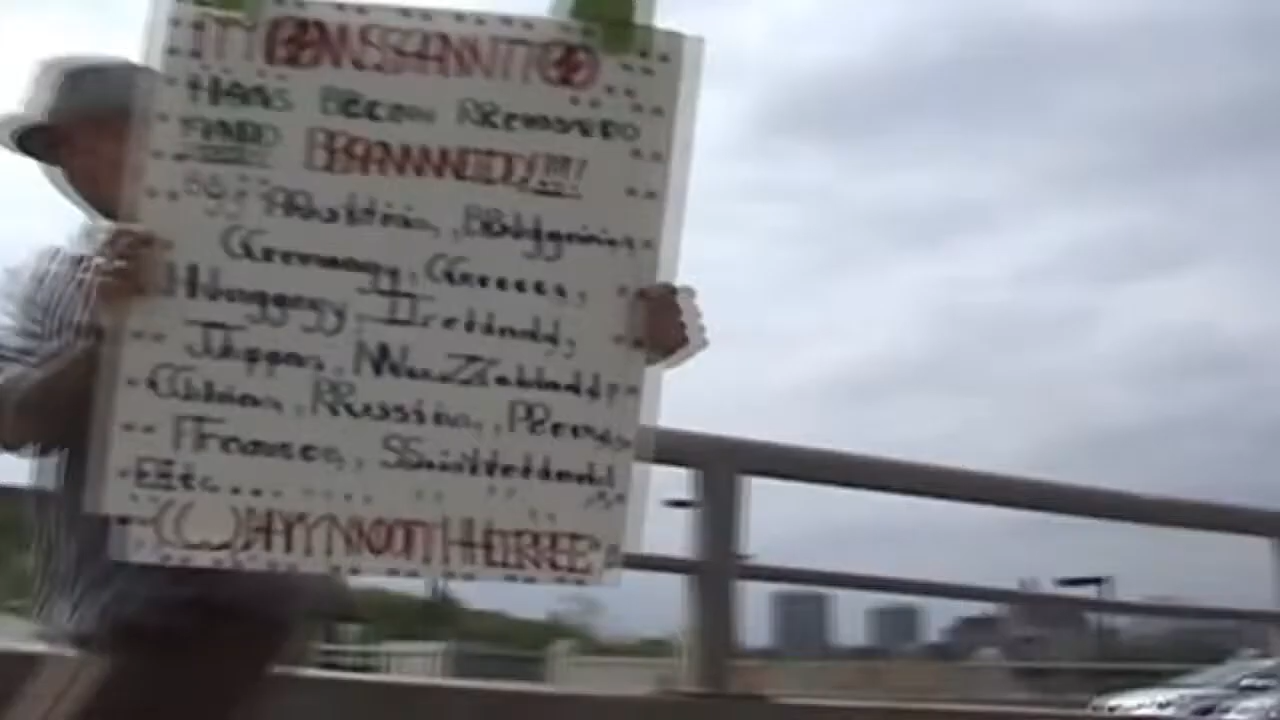 MONSANTO
HAS BEEN REMOVED
AND BANNED!!!
By: Austria, Bulgaria,
Germany, Greece,
Hungary, Ireland,
Japan, New Zealand,
China, Russia, Peru,
France, Switzerland
Etc...
WHY NOT HERE